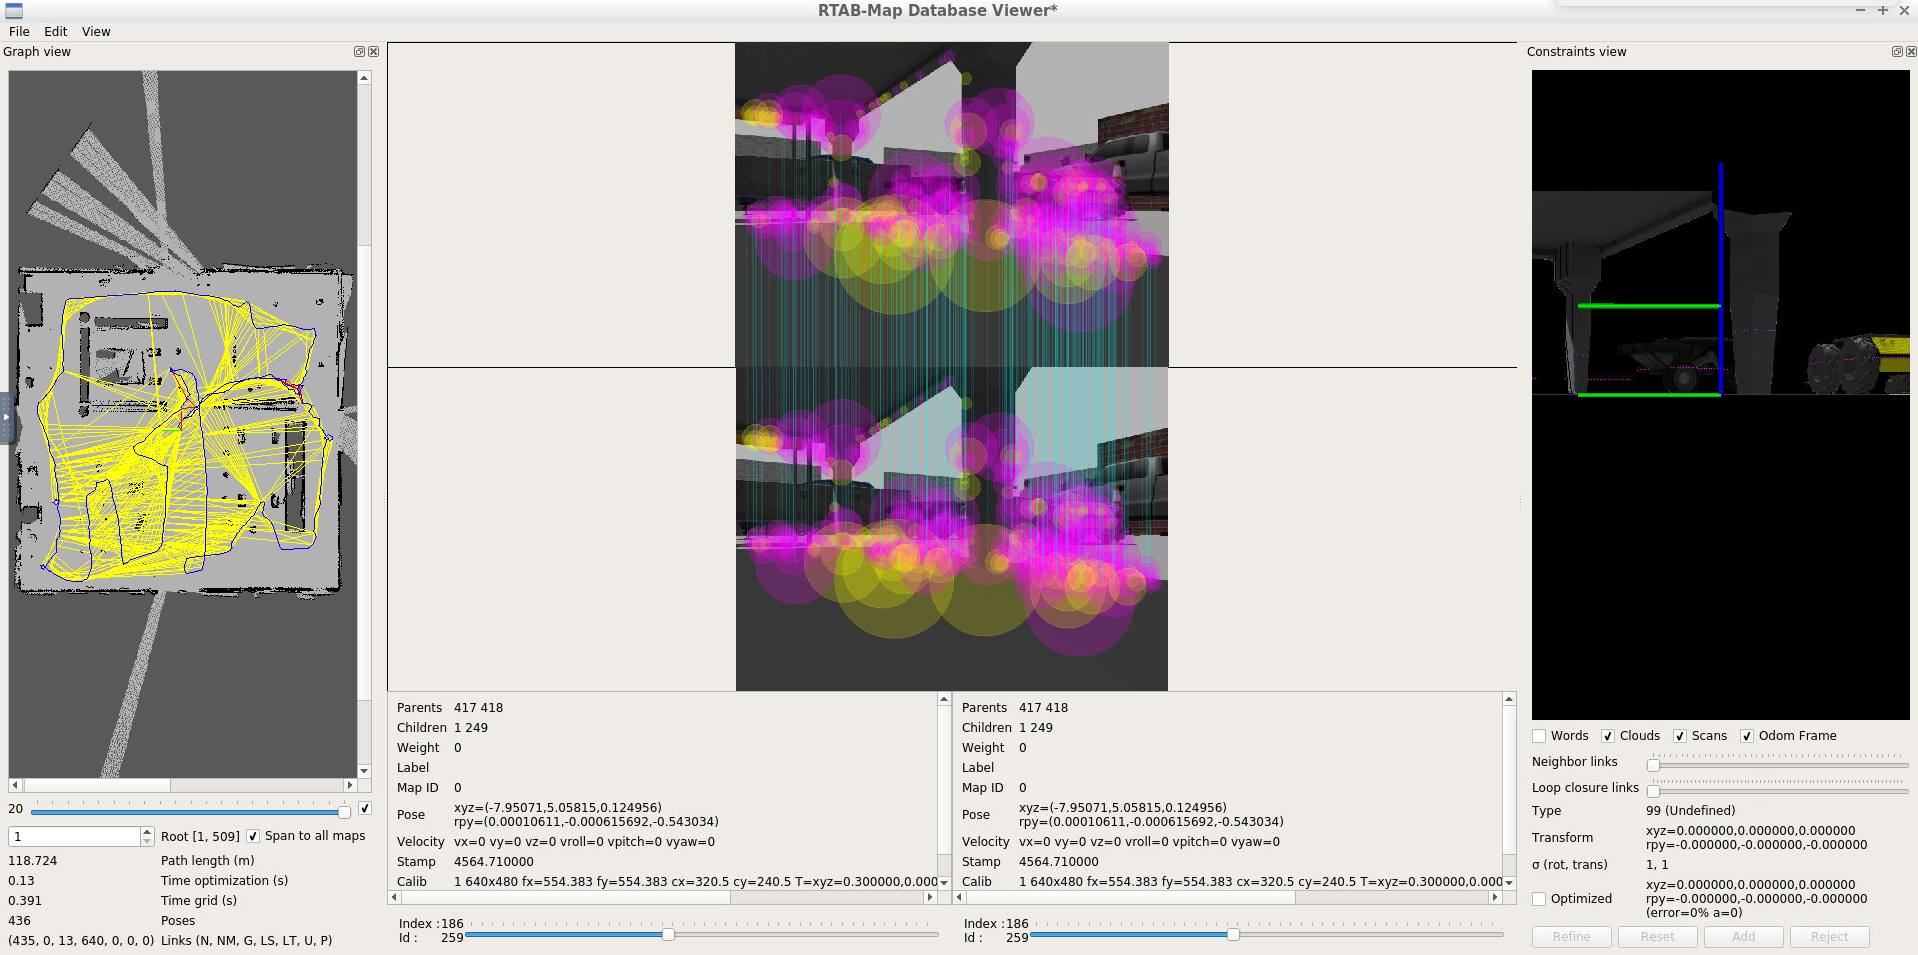 RTAB-Map Database Viewer*
File Edit View
Graph view
20
1 Root [1, 509] Span to all maps
118.724 Path length (m)
0.13 Time optimization (s)
0.391 Time grid (s)
436 Poses
(435, 0, 13, 640, 0, 0, 0) Links (N, NM, G, LS, LT, U, P)
Parents 417 418
Children 1 249
Weight 0
Label
Map ID 0
Pose xyz=(-7.95071,5.05815,0.124956)
rpy=(0.00010611,-0.000615692,-0.543034)
Velocity vx=0 vy=0 vz=0 vroll=0 vpitch=0 vyaw=0
Stamp 4564.710000
Calib 1 640x480 fx=554.383 fy=554.383 cx=320.5 cy=240.5 T=xyz=0.300000,0.000
Index : 186
Id : 259
Parents 417 418
Children 1 249
Weight 0
Label
Map ID 0
Pose xyz=(-7.95071,5.05815,0.124956)
rpy=(0.00010611,-0.000615692,-0.543034)
Velocity vx=0 vy=0 vz=0 vroll=0 vpitch=0 vyaw=0
Stamp 4564.710000
Calib 1 640x480 fx=554.383 fy=554.383 cx=320.5 cy=240.5 T=xyz=0.300000,0.000
Index : 186
Id : 259
Constraints view
Words Clouds Scans Odom Frame
Neighbor links
Loop closure links
Type 99 (Undefined)
Transform xyz=0.000000,0.000000,0.000000
rpy=-0.000000,-0.000000,-0.000000
σ (rot, trans) 1, 1
Optimized xyz=0.000000,0.000000,0.000000
rpy=-0.000000,-0.000000,-0.000000
(error=0% a=0)
Refine Reset Add Reject